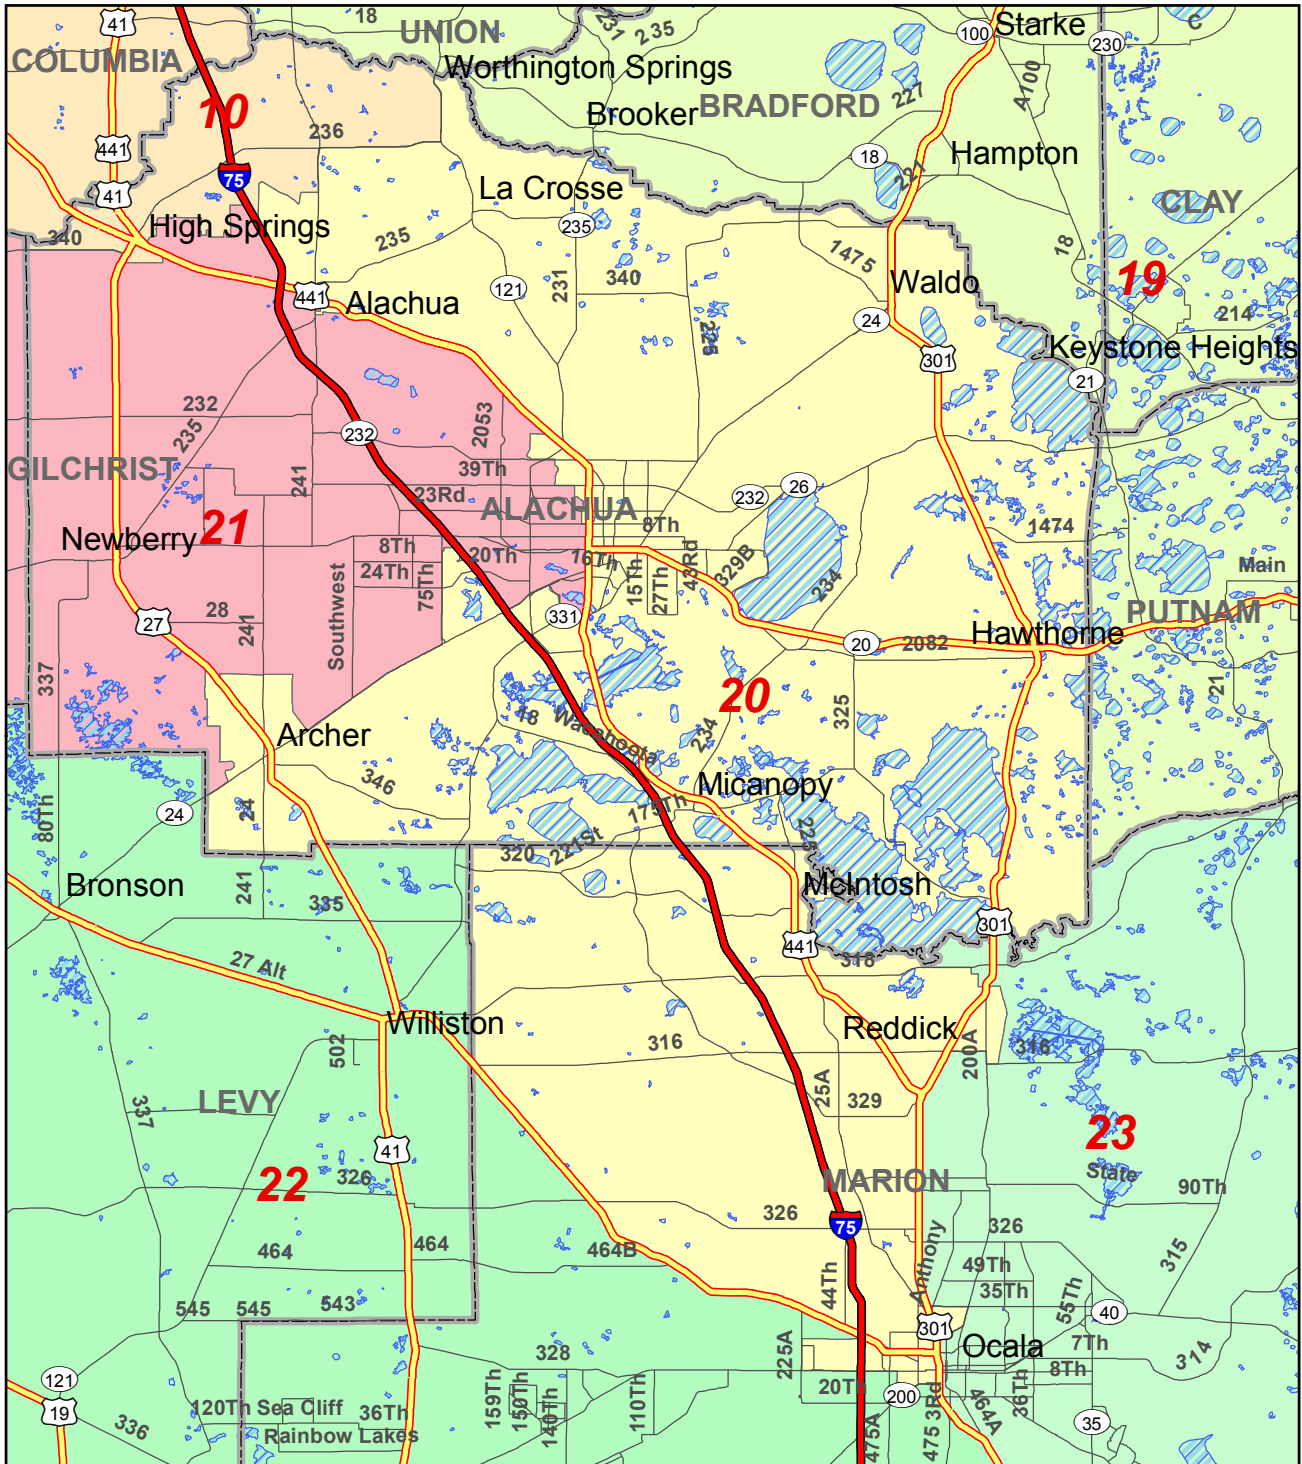 41
18
UNION
231
235
100
Starke
230
C
COLUMBIA
Worthington Springs
A100
10
Brooker
BRADFORD
227
441
236
18
Hampton
75
227
41
La Crosse
CLAY
High Springs
235
340
235
18
1475
Waldo
19
121
231
340
441
Alachua
24
214
225
301
Keystone Heights
21
232
2053
235
232
GILCHRIST
39Th
241
23Rd
232
26
ALACHUA
21
8Th
1474
Newberry
8Th
120Th
16Th
43Rd
329B
24Th
75Th
15Th
27Th
234
Main
28
27
241
331
PUTNAM
Southwest
20
2082
Hawthorne
337
20
21
18
Wacahoota
325
234
Archer
346
Micanopy
175Th
24
24
80Th
225
221St
320
Bronson
241
335
McIntosh
301
441
318
27 Alt
Williston
Reddick
316
200A
316
502
25A
329
LEVY
337
23
41
State
MARION
22
326
90Th
326
75
326
464
464
464B
Anthony
315
49Th
44Th
35Th
55Th
545
545
543
40
301
7Th
314
225A
Ocala
328
8Th
121
20Th
200
159Th
150Th
140Th
110Th
3Rd
464A
36Th
19
120Th
Sea Cliff
36Th
336
Rainbow Lakes
475A
475
35